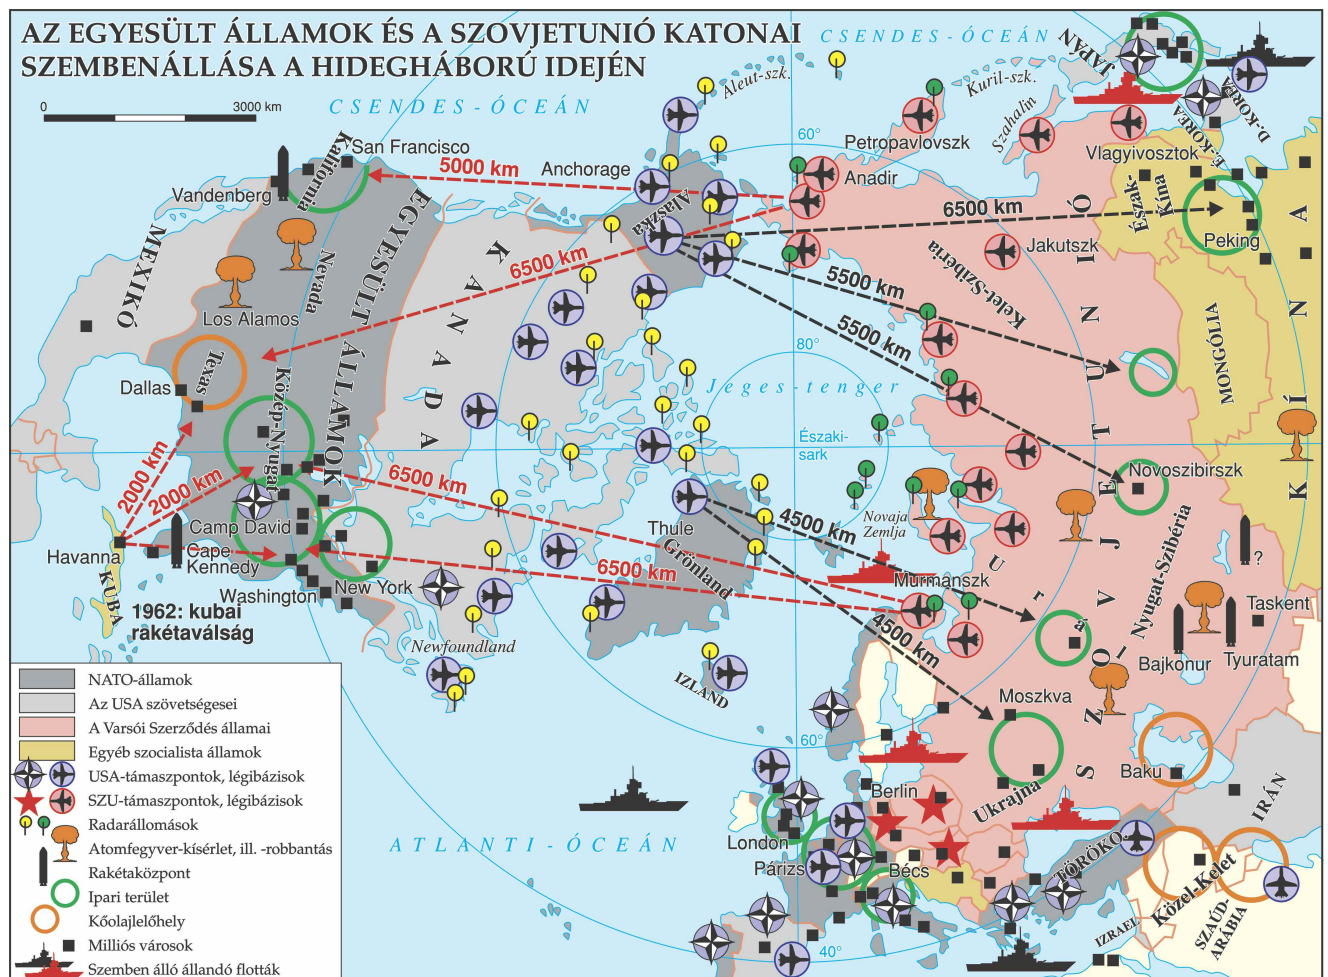 AZ EGYESÜLT ÁLLAMOK ÉS A SZOVJETUNIÓ KATONAI
SZEMBENÁLLÁSA A HIDEGHÁBORÚ IDEJÉN
0 3000 km
CSENDES-ÓCEÁN
CSENDES-ÓCEÁN
Aleut-szk.
Kuril-szk.
Szahalin
JAPÁN
D-KOREA
É.-KOREA
60°
Petropavlovszk
Vlagyivosztok
San Francisco
Kalifornia
5000 km
Anchorage
Anadir
Vandenberg
Alaszka
Észak-
Kína
6500 km
Peking
KÍNA
MEXIKÓ
EGYESÜLT ÁLLAMOK
KANADA
Nevada
6500 km
Jakutszk
Kelet-Szibéria
5500 km
5500 km
SZOVJETUNIÓ
MONGÓLIA
Los Alamos
80°
Texas
Jeges-tenger
Dallas
Közép-Nyugat
Északi-
sark
2000 km
2000 km
6500 km
Novoszibirszk
Thule
4500 km
Novaja
Zemlja
Camp David
Havanna
Cape
Kennedy
Grönland
6500 km
Murmanszk
Urál
Nyugat-Szibéria
?
KUBA
Washington
New York
1962: kubai
rakétaválság
Taskent
Newfoundland
4500 km
Bajkonur
Tyuratam
IZLAND
Moszkva
60°
Baku
Berlin
Ukrajna
IRÁN
ATLANTI-ÓCEÁN
London
Párizs
Bécs
TÖRÖKO.
Közel-Kelet
SZAÚD-
ARÁBIA
IZRAEL
40°
NATO-államok
Az USA szövetségesei
A Varsói Szerződés államai
Egyéb szocialista államok
USA-támaszpontok, légibázisok
SZU-támaszpontok, légibázisok
Radarállomások
Atomfegyver-kísérlet, ill. -robbantás
Rakétaközpont
Ipari terület
Kőolajlelőhely
Milliós városok
Szemben álló állandó flották